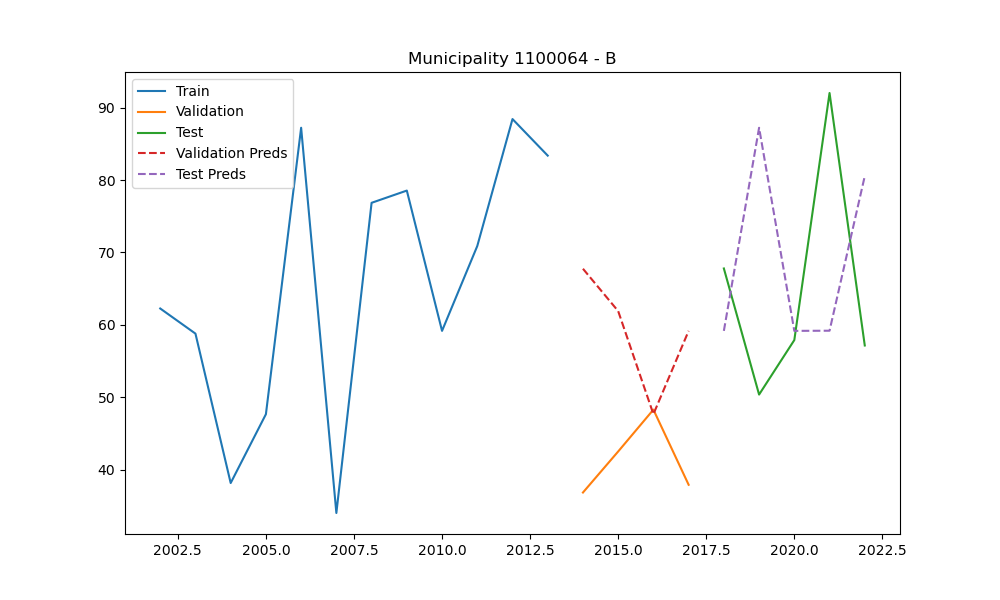 Municipality 1100064 - B
Train
Validation
Test
Validation Preds
Test Preds
90
80
70
60
50
40
2002.5 2005.0 2007.5 2010.0 2012.5 2015.0 2017.5 2020.0 2022.5